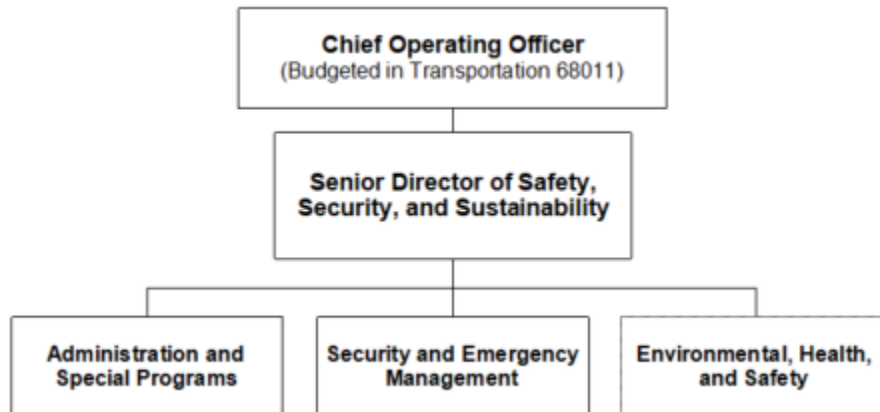 Chief Operating Officer
(Budgeted in Transportation 68011)
Senior Director of Safety,
Security, and Sustainability
Administration and
Special Programs
Security and Emergency
Management
Environmental, Health,
and Safety